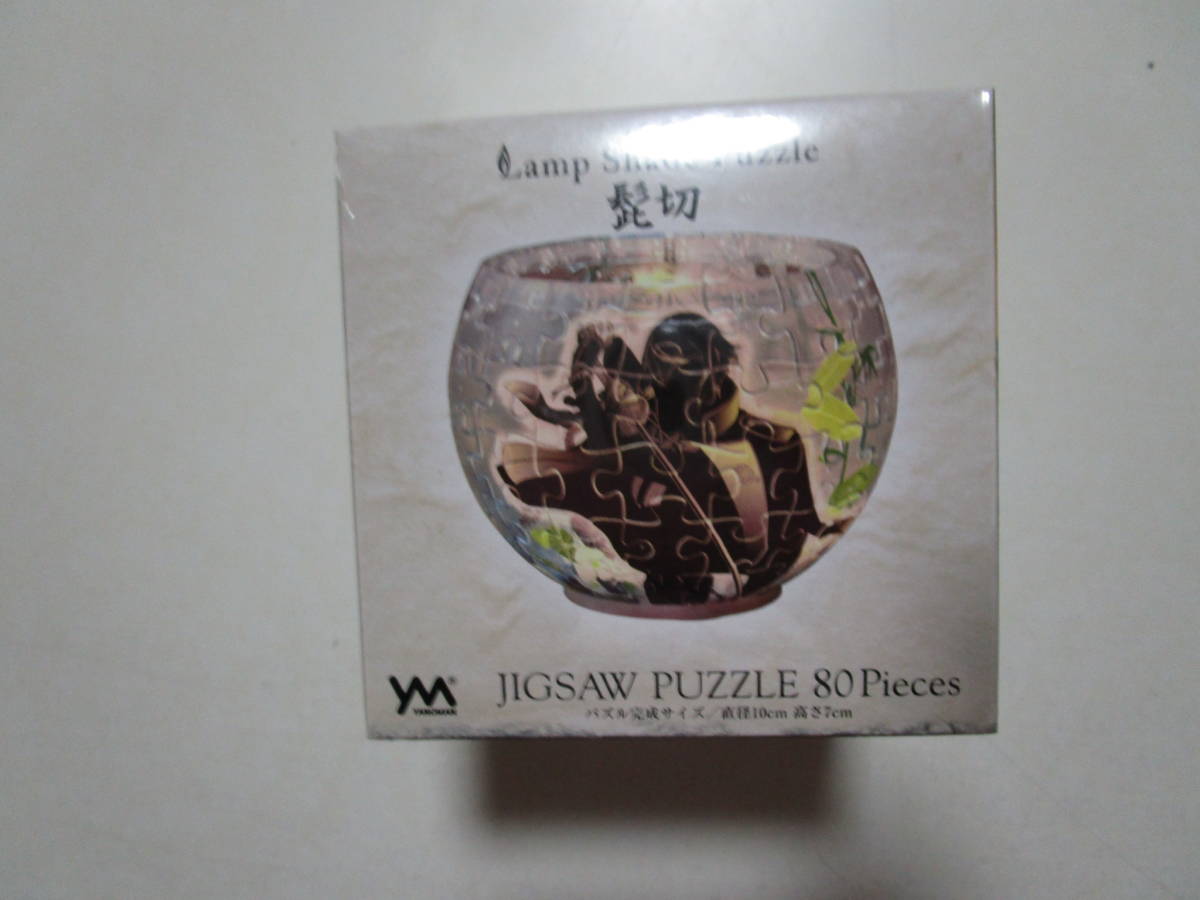 Lamp Shade Puzzle
髭切
YM®
YANOMAN
JIGSAW PUZZLE 80 Pieces
パズル完成サイズ／直径10cm 高さ7cm